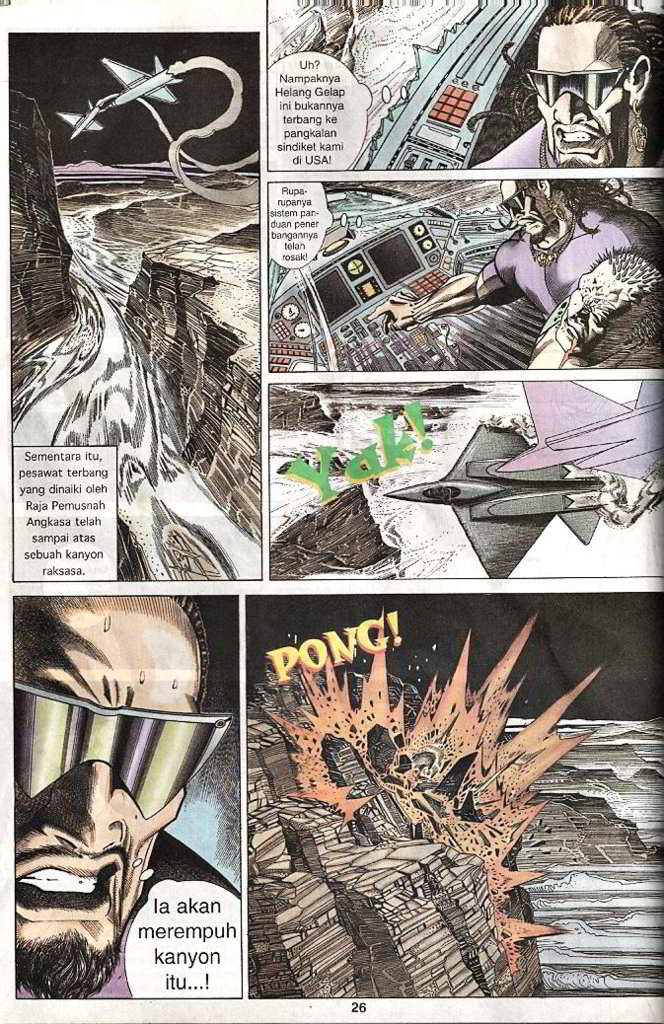 Sementara itu,
pesawat terbang
yang dinaiki oleh
Raja Pemusnah
Angkasa telah
sampai atas
sebuah kanyon
raksasa.
Uh?
Nampaknya
Helang Gelap
ini bukannya
terbang ke
pangkalan
sindiket kami
di USA!
Rupa-
rupanya
sistem pan-
duan pener
bangannya
telah
rosak!
Yak!
Ia akan
merempuh
kanyon
itu...!
PONG!
26